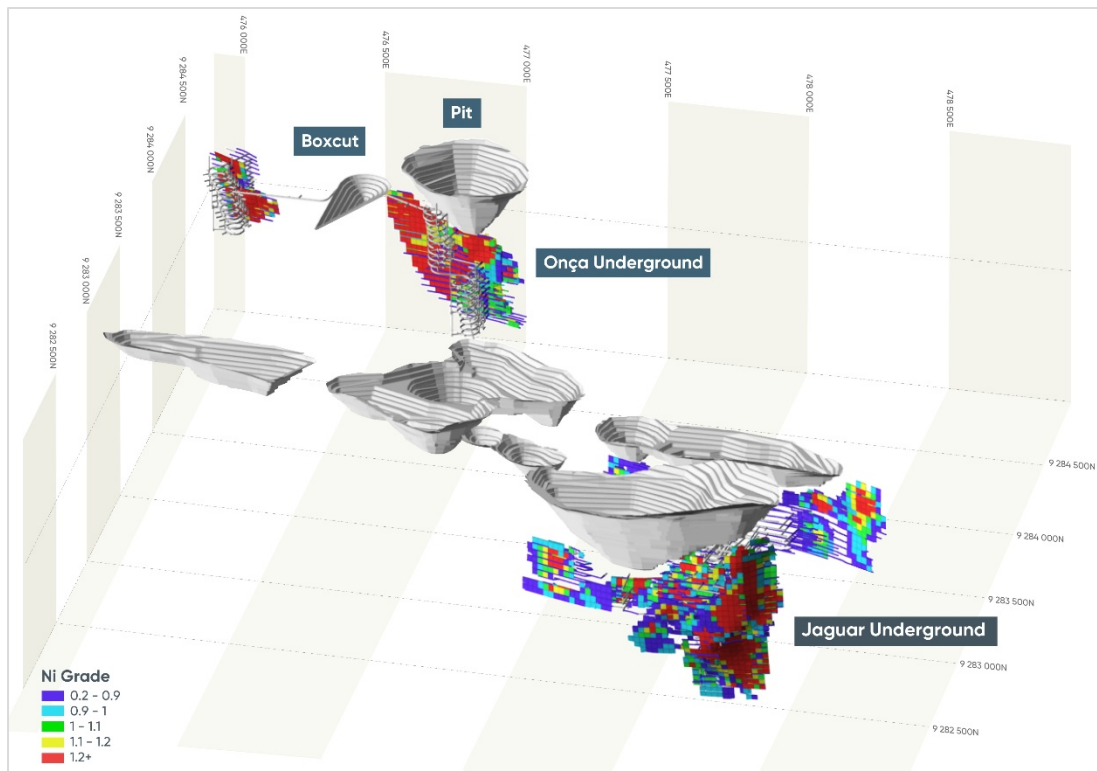 476 000E
476 500E
477 000E
477 500E
478 000E
478 500E
9 284 500N
9 284 000N
9 283 500N
9 283 000N
9 282 500N
Pit
Boxcut
Onça Underground
9 284 500N
9 284 000N
9 283 500N
Jaguar Underground
9 283 000N
9 282 500N
Ni Grade
0.2 - 0.9
0.9 - 1
1 - 1.1
1.1 - 1.2
1.2+